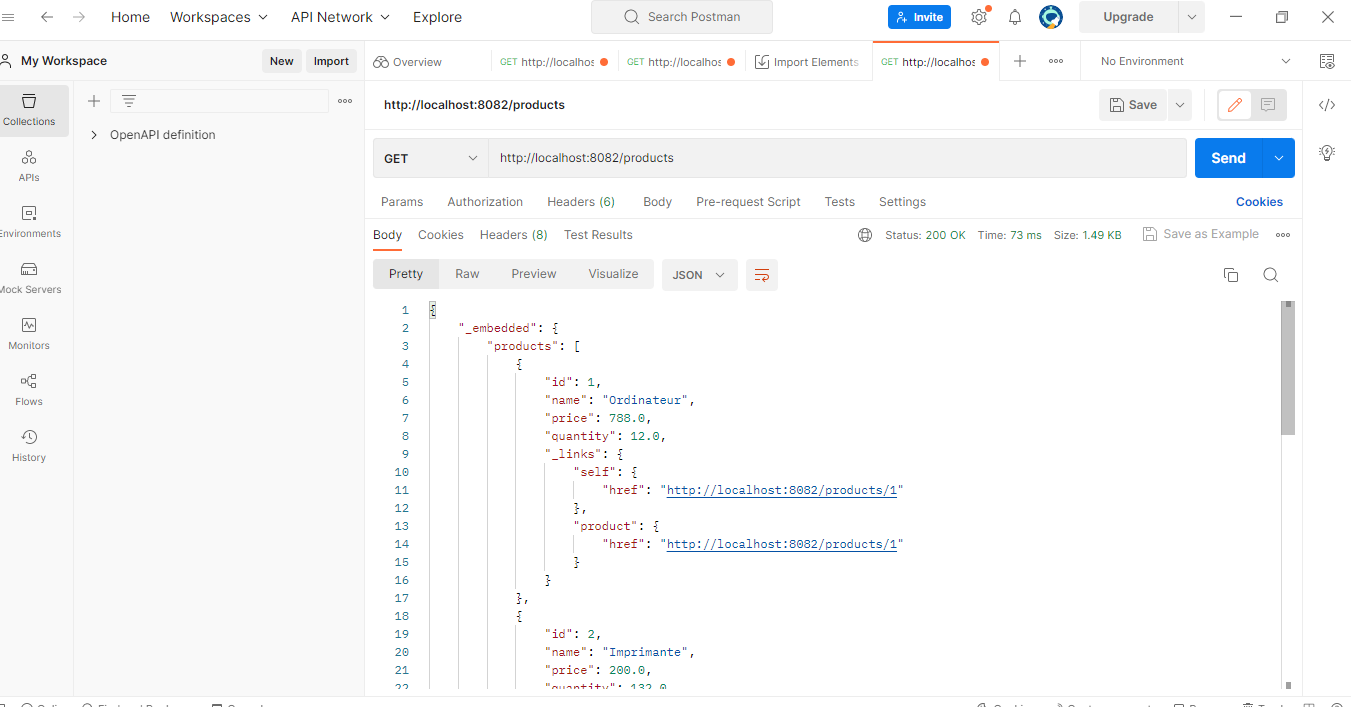 Home Workspaces API Network Explore Search Postman Invite Upgrade
My Workspace New Import Overview GET http://localhos GET http://localhos Import Elements GET http://localhos No Environment
Collections
APIs
Environments
Mock Servers
Monitors
Flows
History
OpenAPI definition
http://localhost:8082/products Save
GET http://localhost:8082/products Send
Params Authorization Headers (6) Body Pre-request Script Tests Settings Cookies
Body Cookies Headers (8) Test Results Status: 200 OK Time: 73 ms Size: 1.49 KB Save as Example
Pretty Raw Preview Visualize JSON
1 {
2 "_embedded": {
3 "products": [
4 {
5 "id": 1,
6 "name": "Ordinateur",
7 "price": 788.0,
8 "quantity": 12.0,
9 "_links": {
10 "self": {
11 "href": "http://localhost:8082/products/1"
12 },
13 "product": {
14 "href": "http://localhost:8082/products/1"
15 }
16 }
17 },
18 {
19 "id": 2,
20 "name": "Imprimante",
21 "price": 200.0,
22 "quantity": 132.0